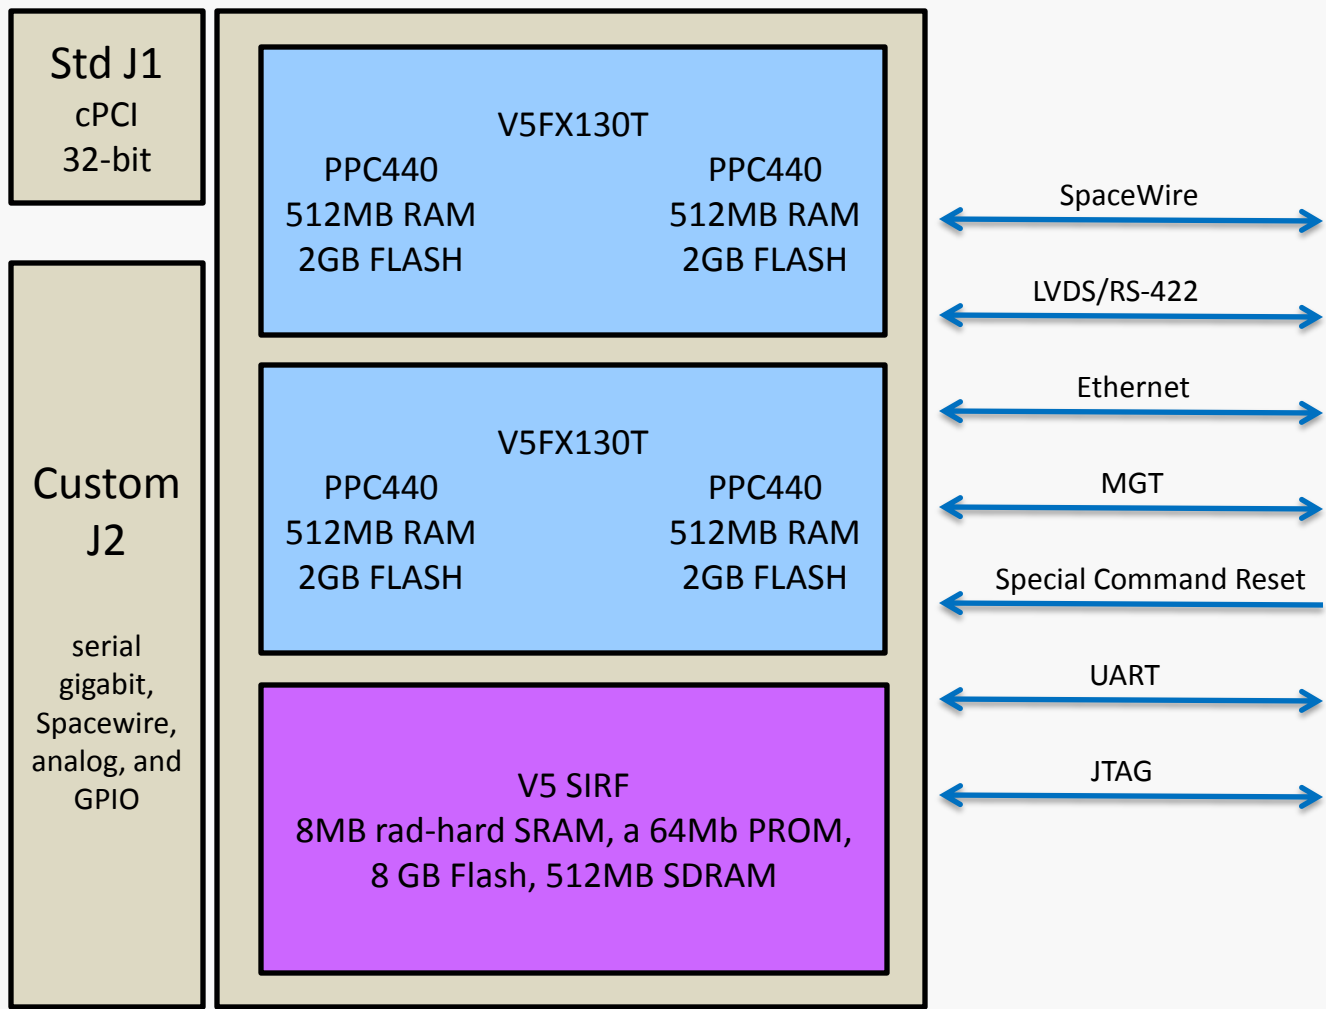 Std J1
cPCI
32-bit
Custom
J2
serial
gigabit,
Spacewire,
analog, and
GPIO
V5FX130T
PPC440 PPC440
512MB RAM 512MB RAM
2GB FLASH 2GB FLASH
V5FX130T
PPC440 PPC440
512MB RAM 512MB RAM
2GB FLASH 2GB FLASH
V5 SIRF
8MB rad-hard SRAM, a 64Mb PROM,
8 GB Flash, 512MB SDRAM
SpaceWire
LVDS/RS-422
Ethernet
MGT
Special Command Reset
UART
JTAG